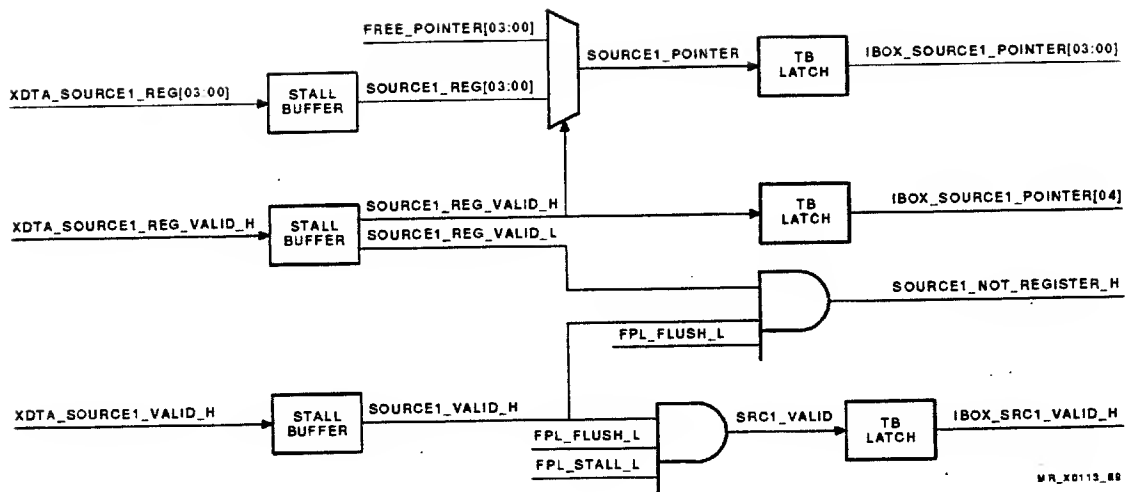 FREE_POINTER[03:00]
SOURCE1_POINTER
TB
LATCH
IBOX_SOURCE1_POINTER[03:00]
XDTA_SOURCE1_REG[03:00]
STALL
BUFFER
SOURCE1_REG[03:00]
XDTA_SOURCE1_REG_VALID_H
STALL
BUFFER
SOURCE1_REG_VALID_H
SOURCE1_REG_VALID_L
TB
LATCH
IBOX_SOURCE1_POINTER[04]
SOURCE1_NOT_REGISTER_H
FPL_FLUSH_L
XDTA_SOURCE1_VALID_H
STALL
BUFFER
SOURCE1_VALID_H
FPL_FLUSH_L
FPL_STALL_L
SRC1_VALID
TB
LATCH
IBOX_SRC1_VALID_H
MR_X0113_89